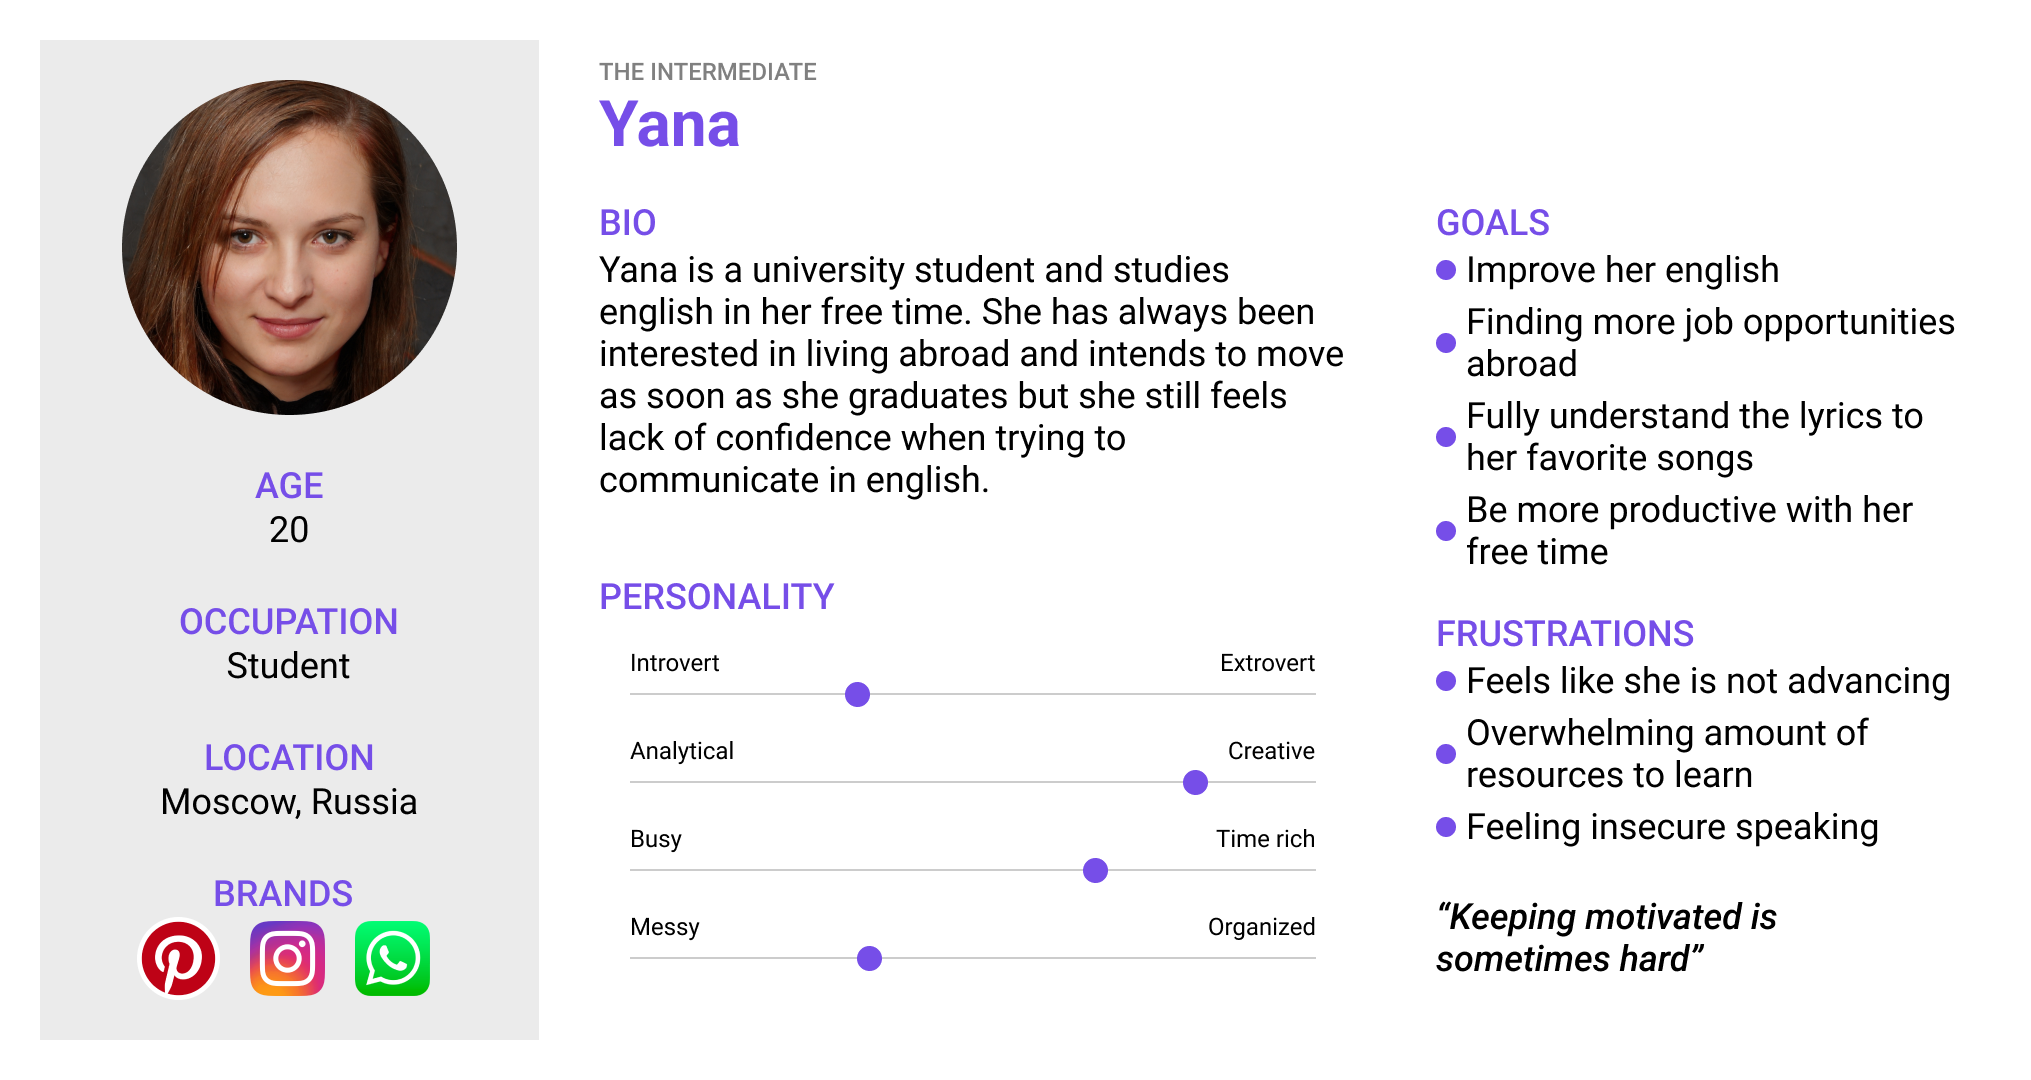 THE INTERMEDIATE
Yana
AGE
20
OCCUPATION
Student
LOCATION
Moscow, Russia
BRANDS
BIO
Yana is a university student and studies
english in her free time. She has always been
interested in living abroad and intends to move
as soon as she graduates but she still feels
lack of confidence when trying to
communicate in english.
PERSONALITY
Introvert Extrovert
Analytical Creative
Busy Time rich
Messy Organized
GOALS
Improve her english
Finding more job opportunities
abroad
Fully understand the lyrics to
her favorite songs
Be more productive with her
free time
FRUSTRATIONS
Feels like she is not advancing
Overwhelming amount of
resources to learn
Feeling insecure speaking
“Keeping motivated is
sometimes hard”